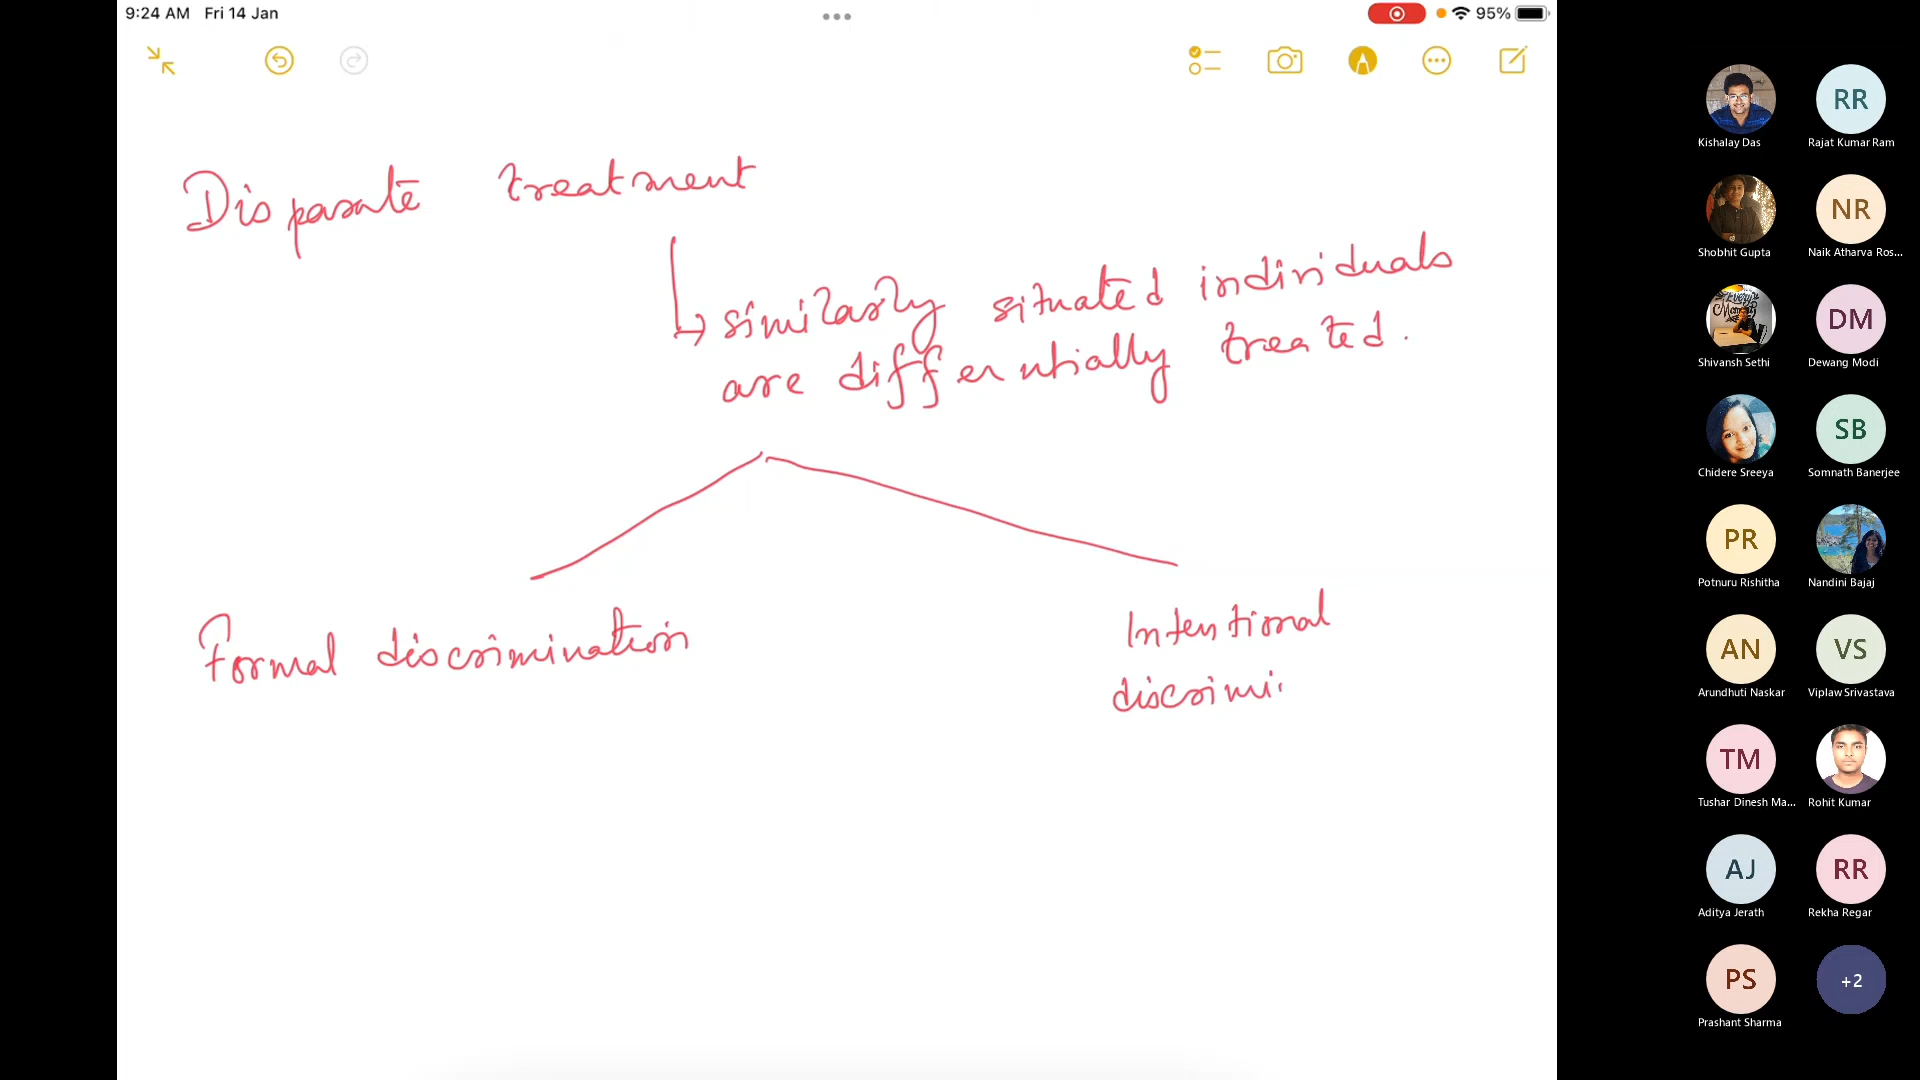 9:24 AM Fri 14 Jan
95%
Disparate treatment
similarly situated individuals
are differentially treated.
Formal discrimination
Intentional
discrimi
Kishalay Das
RR
Rajat Kumar Ram
Shobhit Gupta
NR
Naik Atharva Ros...
Shivansh Sethi
DM
Dewang Modi
Chidere Sreeya
SB
Somnath Banerjee
PR
Potnuru Rishitha
Nandini Bajaj
AN
Arundhuti Naskar
VS
Viplaw Srivastava
TM
Tushar Dinesh Ma...
Rohit Kumar
AJ
Aditya Jerath
RR
Rekha Regar
PS
Prashant Sharma
+2